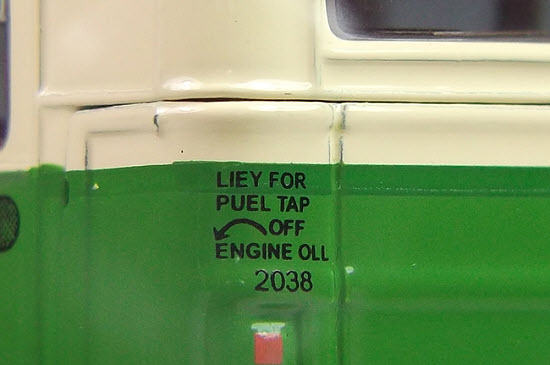 LIEY FOR
PUEL TAP
OFF
ENGINE OLL
2038